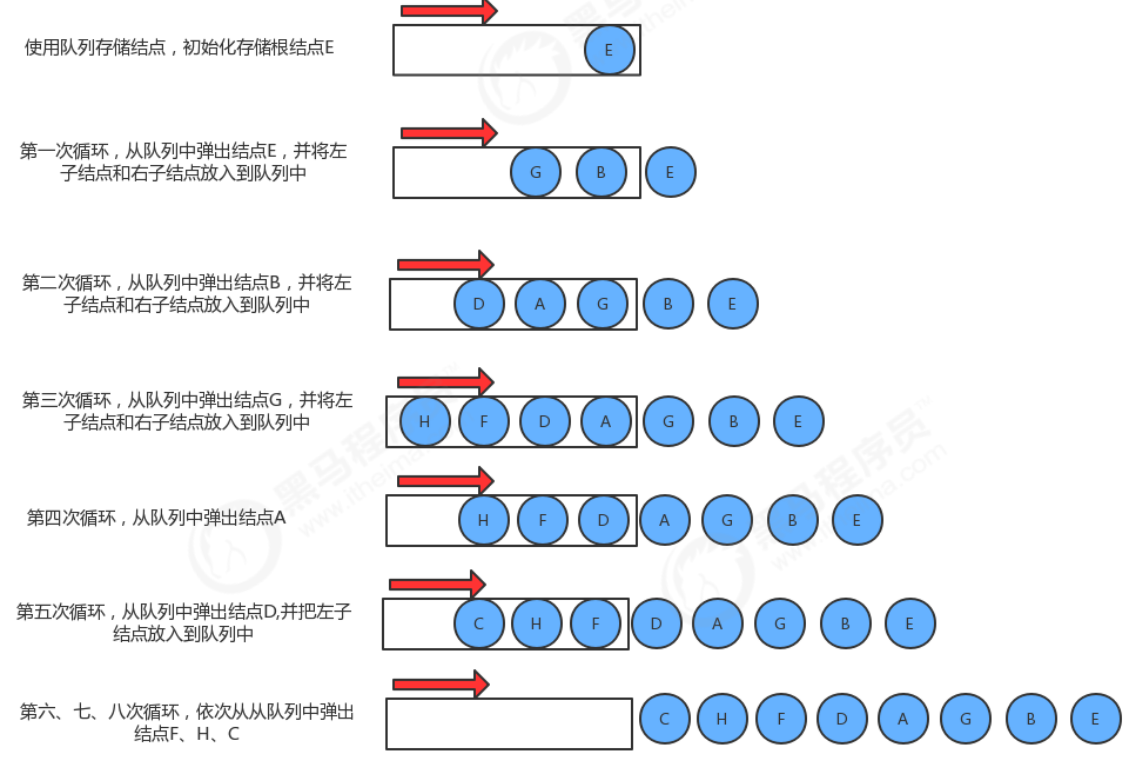 使用队列存储结点，初始化存储根结点E
E
第一次循环，从队列中弹出结点E，并将左
子结点和右子结点放入到队列中
G B E
第二次循环，从队列中弹出结点B，并将左
子结点和右子结点放入到队列中
D A G B E
第三次循环，从队列中弹出结点G，并将左
子结点和右子结点放入到队列中
H F D A G B E
第四次循环，从队列中弹出结点A
H F D A G B E
第五次循环，从队列中弹出结点D,并把左子
结点放入到队列中
C H F D A G B E
第六、七、八次循环，依次从从队列中弹出
结点F、H、C
C H F D A G B E
黑马程序员™